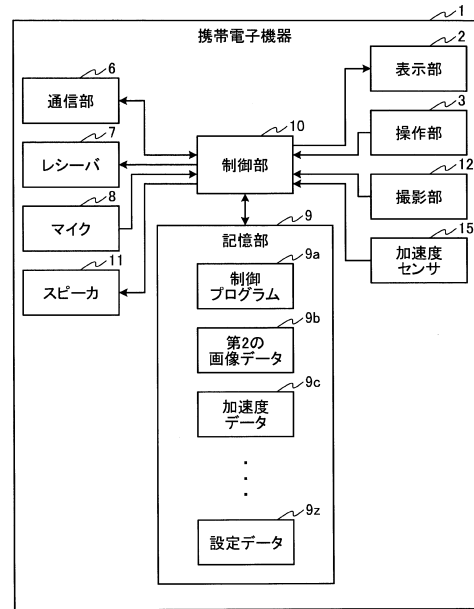 1
携帯電子機器
2
表示部
3
操作部
12
撮影部
15
加速度
センサ
6
通信部
7
レシーバ
8
マイク
11
スピーカ
10
制御部
9
記憶部
9a
制御
プログラム
9b
第2の
画像データ
9c
加速度
データ
・
・
・
9z
設定データ